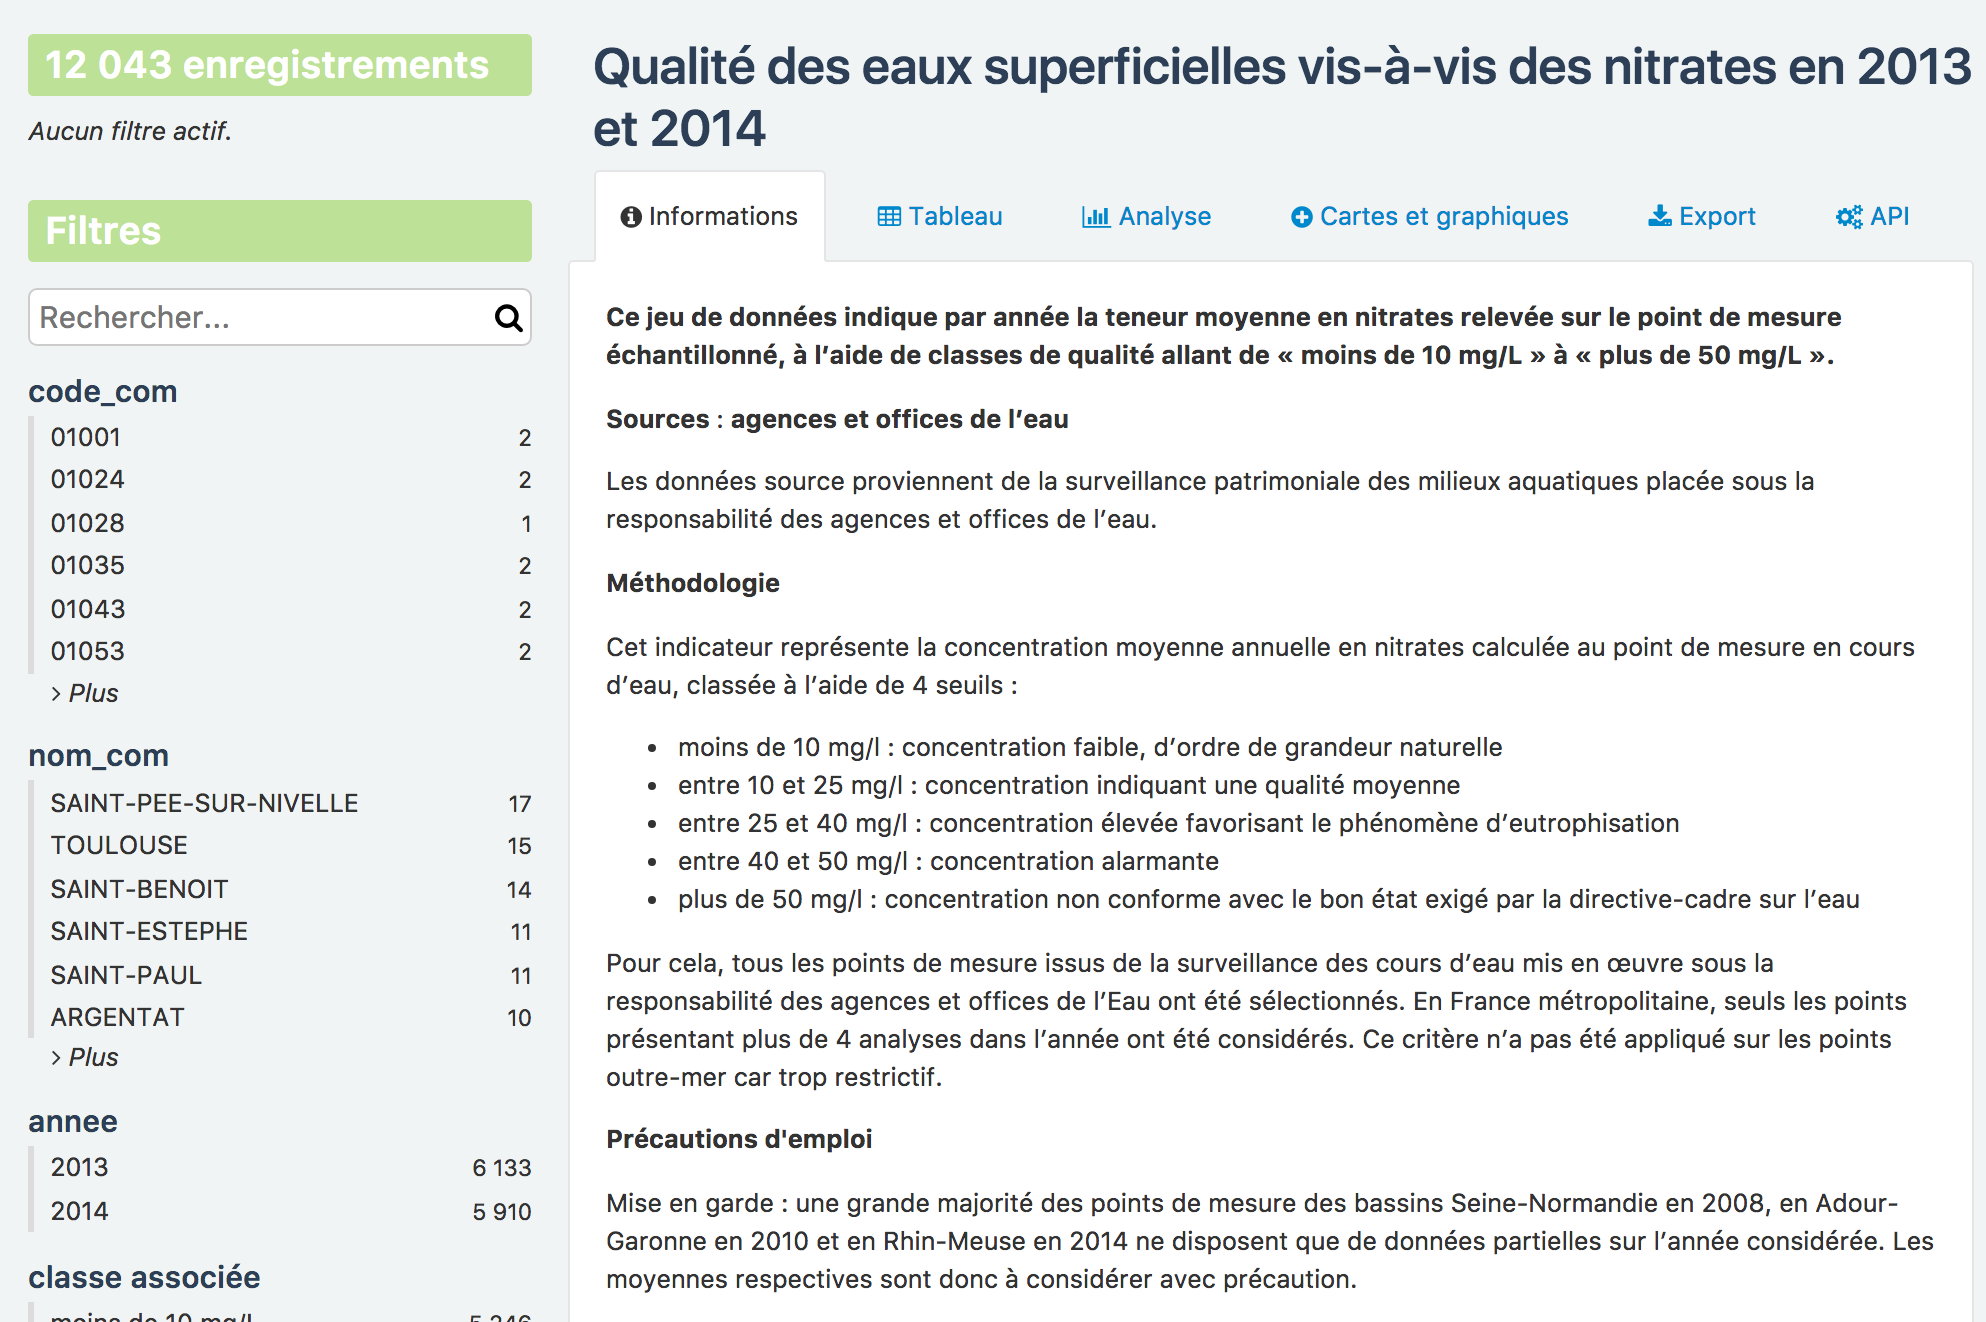 12 043 enregistrements
Aucun filtre actif.
Filtres
Rechercher...
code_com
01001 2
01024 2
01028 1
01035 2
01043 2
01053 2
> Plus
nom_com
SAINT-PEE-SUR-NIVELLE 17
TOULOUSE 15
SAINT-BENOIT 14
SAINT-ESTEPHE 11
SAINT-PAUL 11
ARGENTAT 10
> Plus
annee
2013 6 133
2014 5 910
classe associée
moins de 10 mg/l 5 246
Qualité des eaux superficielles vis-à-vis des nitrates en 2013
et 2014
Informations Tableau Analyse Cartes et graphiques Export API
Ce jeu de données indique par année la teneur moyenne en nitrates relevée sur le point de mesure
échantillonné, à l’aide de classes de qualité allant de « moins de 10 mg/L » à « plus de 50 mg/L ».
Sources : agences et offices de l’eau
Les données source proviennent de la surveillance patrimoniale des milieux aquatiques placée sous la
responsabilité des agences et offices de l’eau.
Méthodologie
Cet indicateur représente la concentration moyenne annuelle en nitrates calculée au point de mesure en cours
d’eau, classée à l’aide de 4 seuils :
• moins de 10 mg/l : concentration faible, d’ordre de grandeur naturelle
• entre 10 et 25 mg/l : concentration indiquant une qualité moyenne
• entre 25 et 40 mg/l : concentration élevée favorisant le phénomène d’eutrophisation
• entre 40 et 50 mg/l : concentration alarmante
• plus de 50 mg/l : concentration non conforme avec le bon état exigé par la directive-cadre sur l’eau
Pour cela, tous les points de mesure issus de la surveillance des cours d’eau mis en œuvre sous la
responsabilité des agences et offices de l’Eau ont été sélectionnés. En France métropolitaine, seuls les points
présentant plus de 4 analyses dans l’année ont été considérés. Ce critère n’a pas été appliqué sur les points
outre-mer car trop restrictif.
Précautions d'emploi
Mise en garde : une grande majorité des points de mesure des bassins Seine-Normandie en 2008, en Adour-
Garonne en 2010 et en Rhin-Meuse en 2014 ne disposent que de données partielles sur l’année considérée. Les
moyennes respectives sont donc à considérer avec précaution.